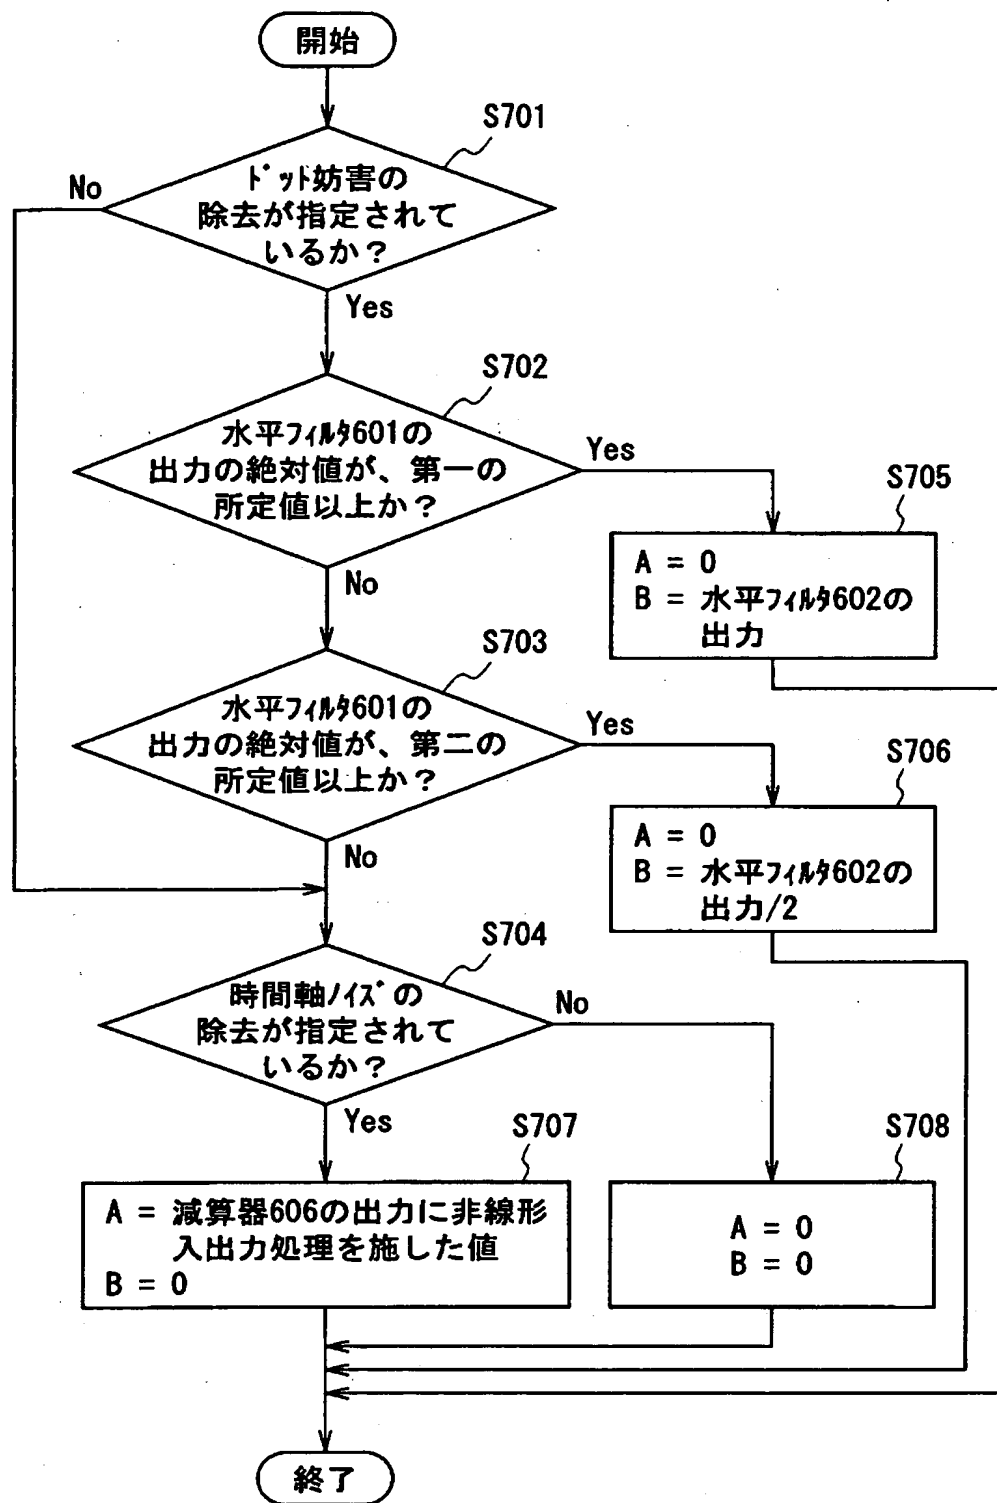 開始
S701
ドット妨害の
除去が指定されて
いるか？
No
Yes
S702
水平フィルタ601の
出力の絶対値が、第一の
所定値以上か？
Yes
No
S705
A = 0
B = 水平フィルタ602の
出力
S703
水平フィルタ601の
出力の絶対値が、第二の
所定値以上か？
Yes
No
S706
A = 0
B = 水平フィルタ602の
出力/2
S704
時間軸ノイズの
除去が指定されて
いるか？
No
Yes
S707
A = 減算器606の出力に非線形
入出力処理を施した値
B = 0
S708
A = 0
B = 0
終了